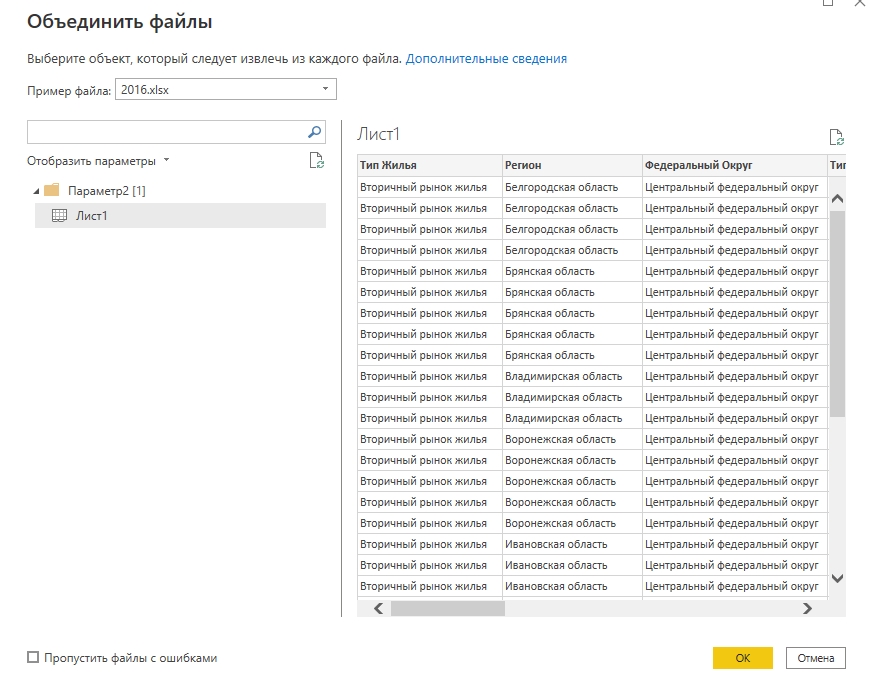 Объединить файлы
Выберите объект, который следует извлечь из каждого файла. Дополнительные сведения
Пример файла: 2016.xlsx
Отобразить параметры
Параметр2 [1]
Лист1
Лист1
Тип Жилья Регион Федеральный Округ Тип
Вторичный рынок жилья Белгородская область Центральный федеральный округ
Вторичный рынок жилья Белгородская область Центральный федеральный округ
Вторичный рынок жилья Белгородская область Центральный федеральный округ
Вторичный рынок жилья Белгородская область Центральный федеральный округ
Вторичный рынок жилья Брянская область Центральный федеральный округ
Вторичный рынок жилья Брянская область Центральный федеральный округ
Вторичный рынок жилья Брянская область Центральный федеральный округ
Вторичный рынок жилья Брянская область Центральный федеральный округ
Вторичный рынок жилья Брянская область Центральный федеральный округ
Вторичный рынок жилья Владимирская область Центральный федеральный округ
Вторичный рынок жилья Владимирская область Центральный федеральный округ
Вторичный рынок жилья Владимирская область Центральный федеральный округ
Вторичный рынок жилья Воронежская область Центральный федеральный округ
Вторичный рынок жилья Воронежская область Центральный федеральный округ
Вторичный рынок жилья Воронежская область Центральный федеральный округ
Вторичный рынок жилья Воронежская область Центральный федеральный округ
Вторичный рынок жилья Воронежская область Центральный федеральный округ
Вторичный рынок жилья Ивановская область Центральный федеральный округ
Вторичный рынок жилья Ивановская область Центральный федеральный округ
Вторичный рынок жилья Ивановская область Центральный федеральный округ
Пропустить файлы с ошибками
ОК
Отмена